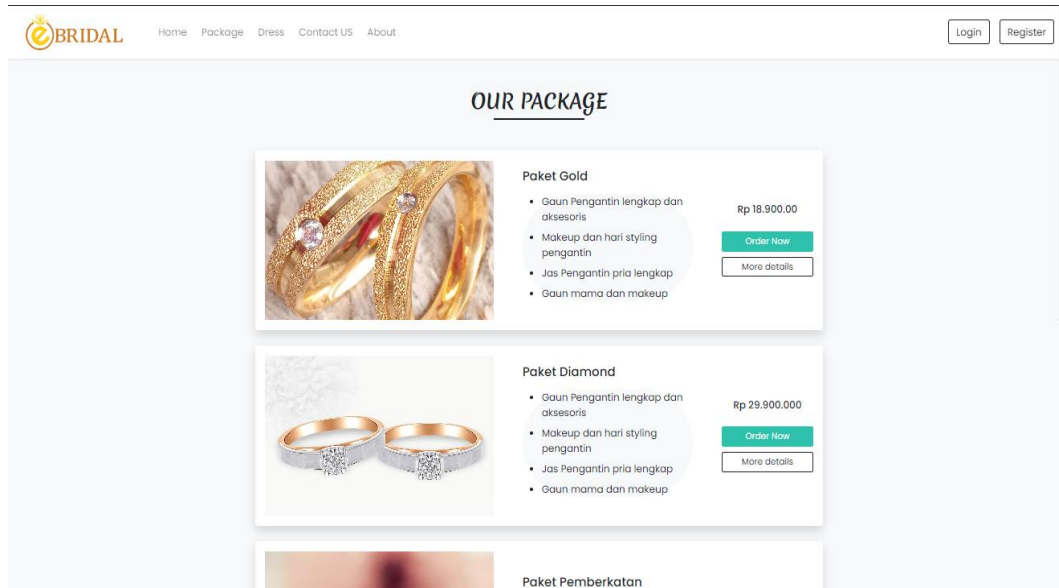 eBRIDAL Home Package Dress Contact US About Login Register
OUR PACKAGE
Paket Gold
• Gaun Pengantin lengkap dan
aksesoris
• Makeup dan hari styling
pengantin
• Jas Pengantin pria lengkap
• Gaun mama dan makeup
Rp 18.900.00
Order Now
More details
Paket Diamond
• Gaun Pengantin lengkap dan
aksesoris
• Makeup dan hari styling
pengantin
• Jas Pengantin pria lengkap
• Gaun mama dan makeup
Rp 29.900.000
Order Now
More details
Paket Pemberkatan